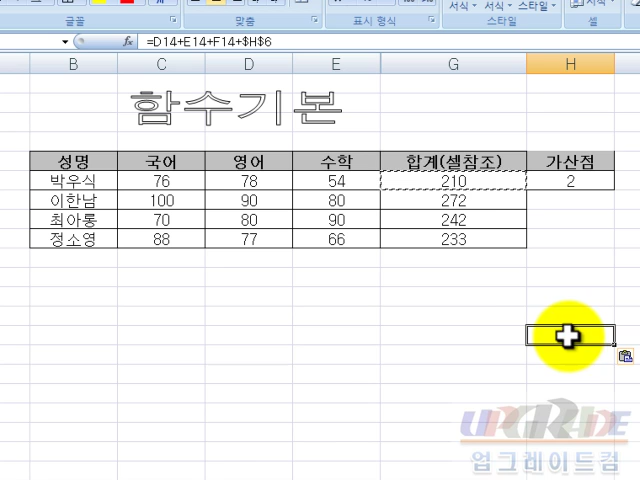 서식 서식 스타일
글꼴 맞춤 표시 형식 스타일 셀
fx =D14+E14+F14+$H$6
B C D E G H
함수기본
성명 국어 영어 수학 합계(셀참조) 가산점
박우식 76 78 54 210 2
이한남 100 90 80 272
최아롱 70 80 90 242
정소영 88 77 66 233
UPGRADE
업그레이드컴